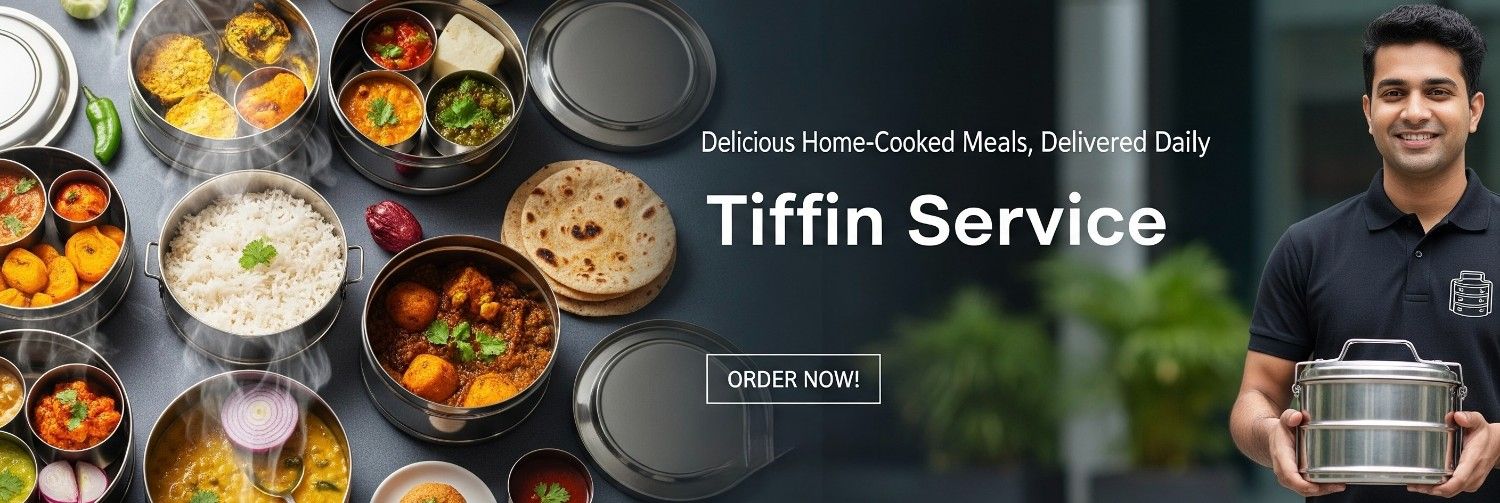 Delicious Home-Cooked Meals, Delivered Daily
Tiffin Service
ORDER NOW!